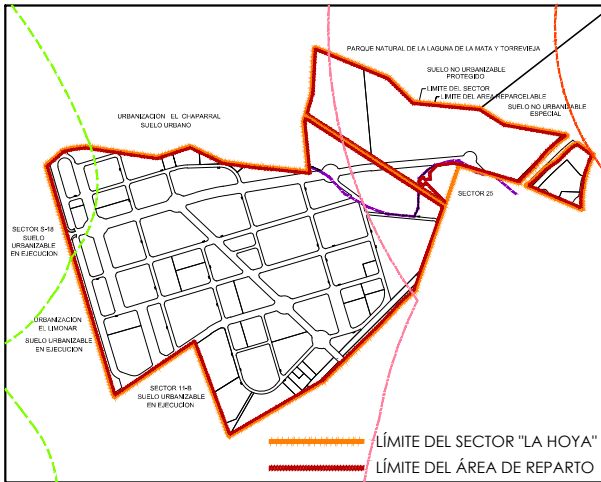 PARQUE NATURAL DE LA LAGUNA DE LA MATA Y TORREVIEJA
SUELO NO URBANIZABLE
PROTEGIDO
LIMITE DEL SECTOR
LIMITE DEL AREA REPARCELABLE
SUELO NO URBANIZABLE
ESPECIAL
URBANIZACION EL CHAPARRAL
SUELO URBANO
SECTOR 25
SECTOR S-18
SUELO
URBANIZABLE
EN EJECUCION
URBANIZACION
EL LIMONAR
SUELO URBANIZABLE
EN EJECUCION
SECTOR 11-B
SUELO URBANIZABLE
EN EJECUCION
LÍMITE DEL SECTOR "LA HOYA"
LÍMITE DEL ÁREA DE REPARTO